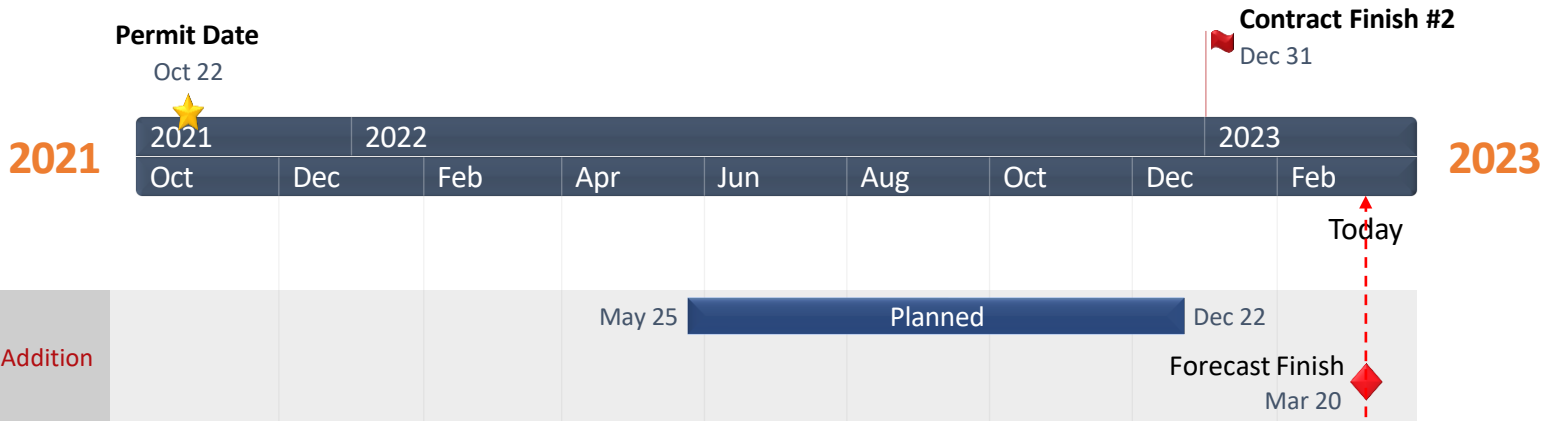 Contract Finish #2
Permit Date
Dec 31
Oct 22
2021 2022 2023
2021
2023
Oct Dec Feb Apr Jun Aug Oct Dec Feb
Today
May 25 Planned Dec 22
Addition
Forecast Finish
Mar 20